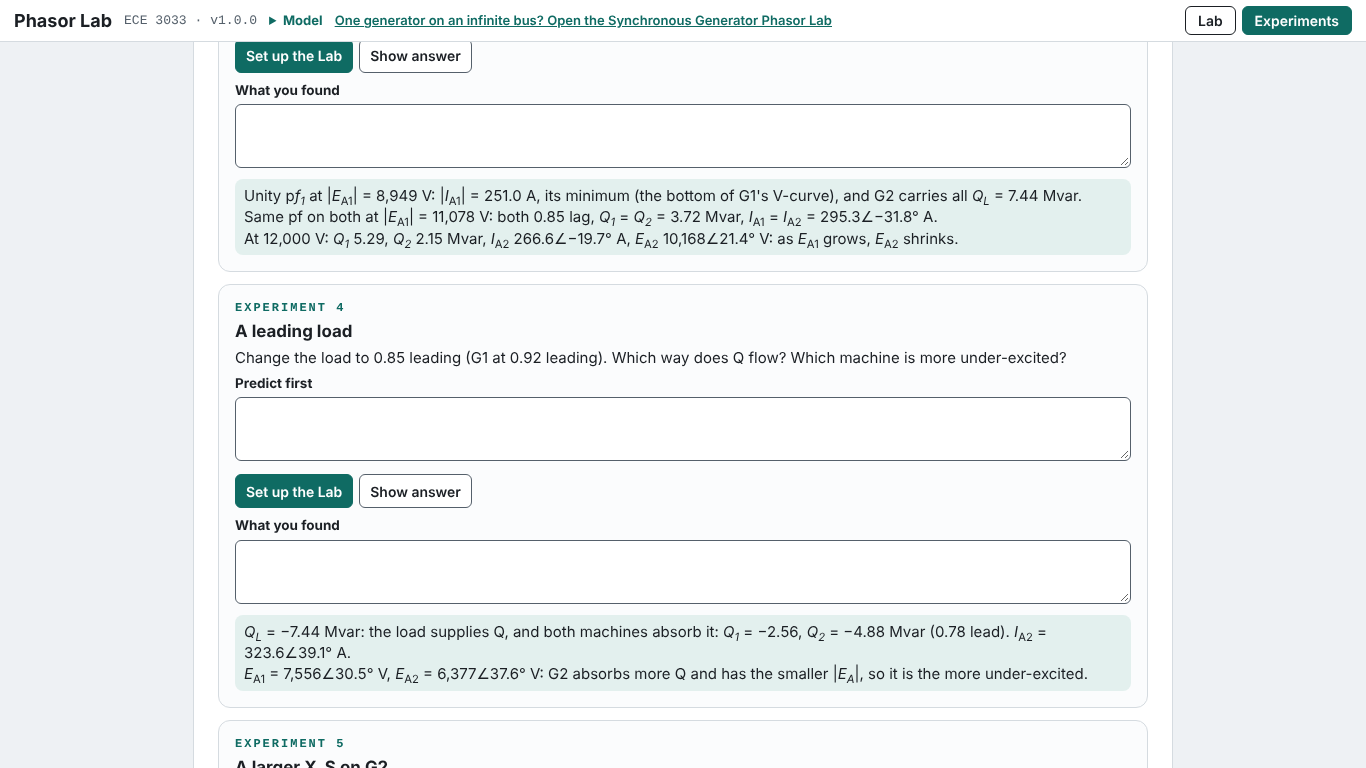 Phasor Lab ECE 3033 · v1.0.0 ▶ Model One generator on an infinite bus? Open the Synchronous Generator Phasor Lab Lab Experiments
Set up the Lab Show answer
What you found
Unity pf1 at |EA1| = 8,949 V: |IA1| = 251.0 A, its minimum (the bottom of G1's V-curve), and G2 carries all QL = 7.44 Mvar.
Same pf on both at |EA1| = 11,078 V: both 0.85 lag, Q1 = Q2 = 3.72 Mvar, IA1 = IA2 = 295.3∠−31.8° A.
At 12,000 V: Q1 5.29, Q2 2.15 Mvar, IA2 266.6∠−19.7° A, EA2 10,168∠21.4° V: as EA1 grows, EA2 shrinks.
EXPERIMENT 4
A leading load
Change the load to 0.85 leading (G1 at 0.92 leading). Which way does Q flow? Which machine is more under-excited?
Predict first
Set up the Lab Show answer
What you found
QL = −7.44 Mvar: the load supplies Q, and both machines absorb it: Q1 = −2.56, Q2 = −4.88 Mvar (0.78 lead). IA2 =
323.6∠39.1° A.
EA1 = 7,556∠30.5° V, EA2 = 6,377∠37.6° V: G2 absorbs more Q and has the smaller |EA|, so it is the more under-excited.
EXPERIMENT 5
A larger X_S on G2